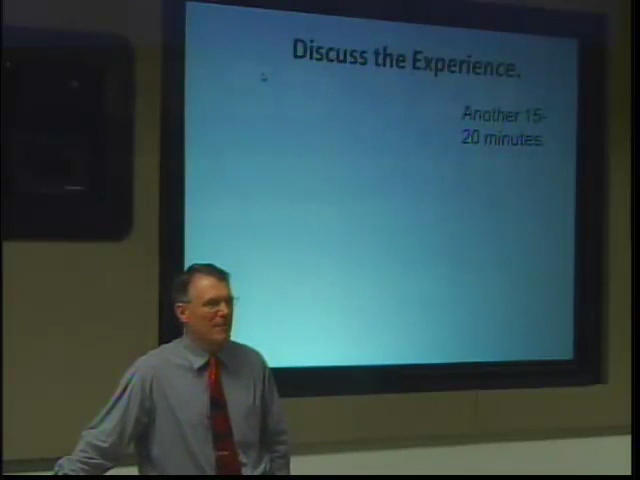 Discuss the Experience.
Another 15-
20 minutes.